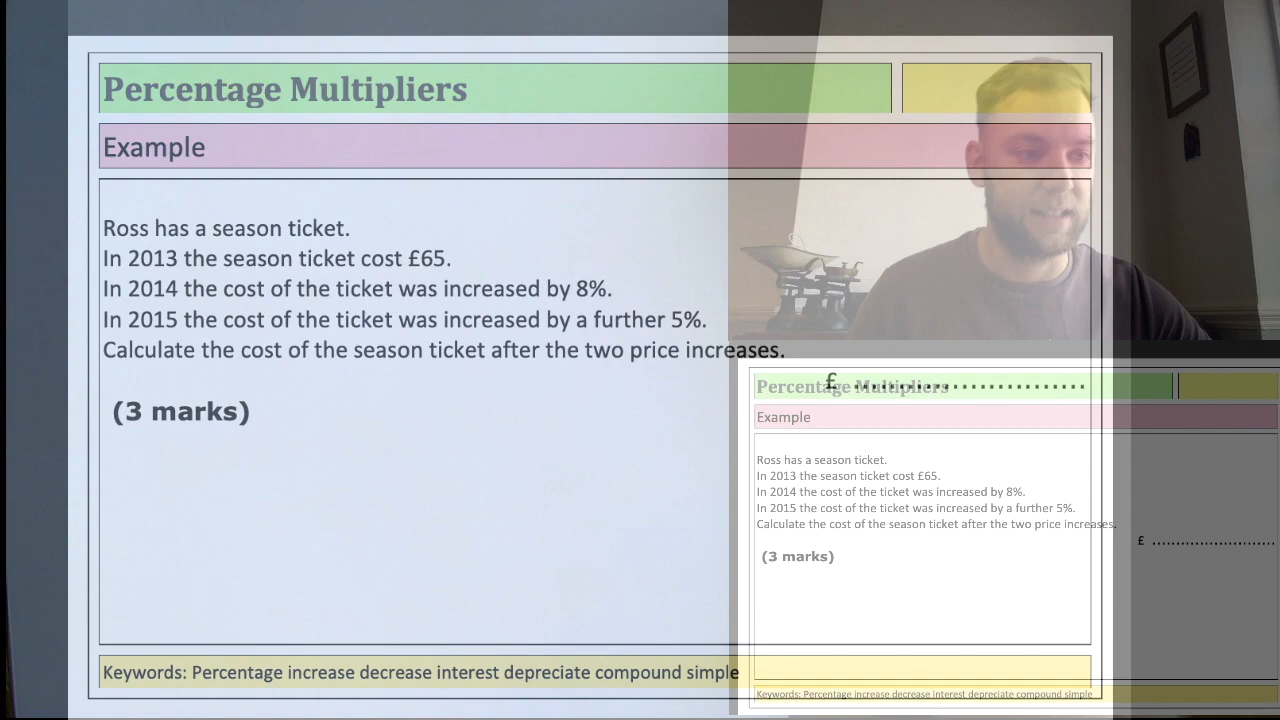 Percentage Multipliers
Example
Ross has a season ticket.
In 2013 the season ticket cost £65.
In 2014 the cost of the ticket was increased by 8%.
In 2015 the cost of the ticket was increased by a further 5%.
Calculate the cost of the season ticket after the two price increases.
£ ..........................
(3 marks)
Keywords: Percentage increase decrease interest depreciate compound simple
Percentage Multipliers
Example
Ross has a season ticket.
In 2013 the season ticket cost £65.
In 2014 the cost of the ticket was increased by 8%.
In 2015 the cost of the ticket was increased by a further 5%.
Calculate the cost of the season ticket after the two price increases.
£ ..........................
(3 marks)
Keywords: Percentage increase decrease interest depreciate compound simple